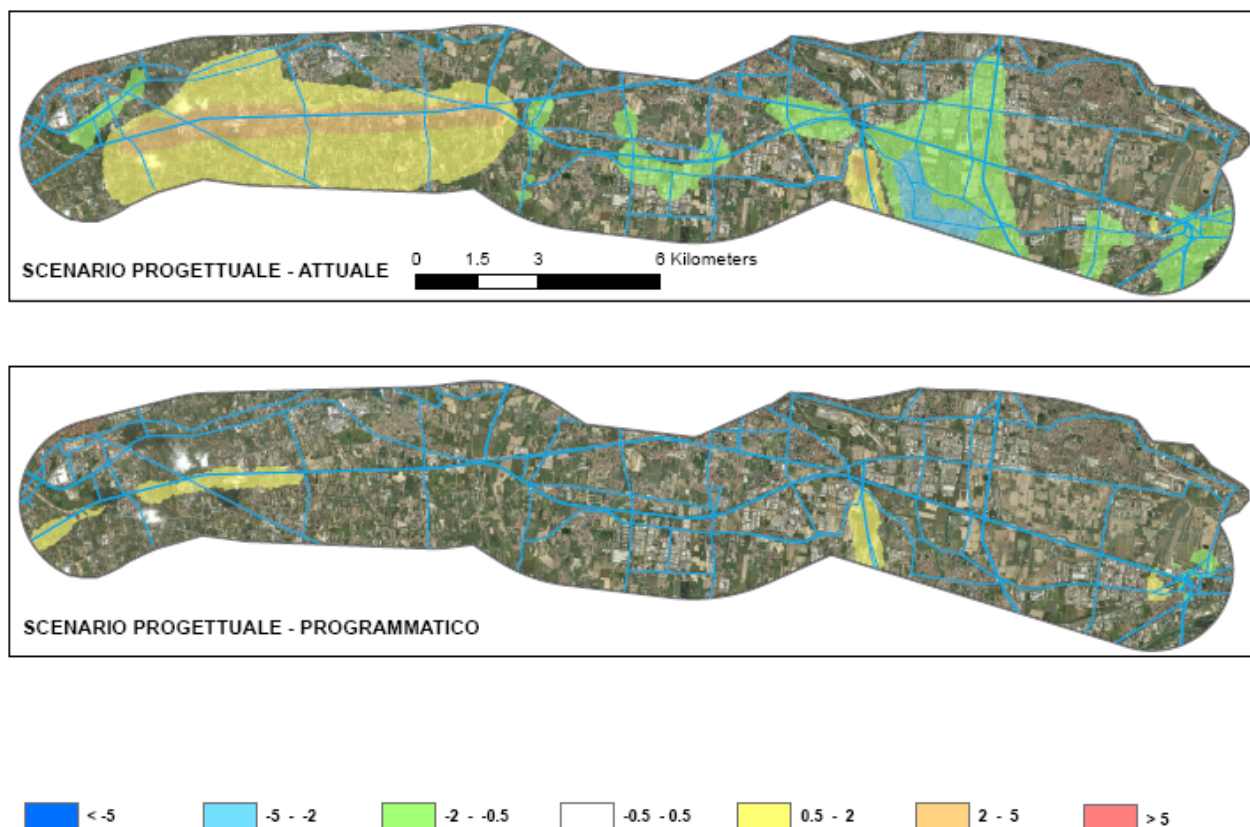 SCENARIO PROGETTUALE - ATTUALE
0 1.5 3 6 Kilometers
SCENARIO PROGETTUALE - PROGRAMMATICO
< -5 -5 - -2 -2 - -0.5 -0.5 - 0.5 0.5 - 2 2 - 5 > 5